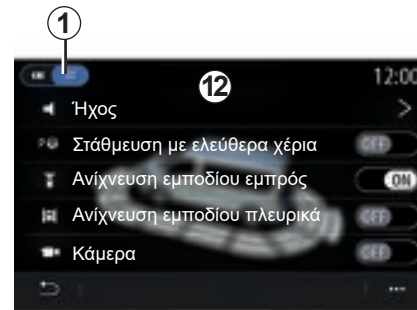 1
12
12:00
Ήχος
Στάθμευση με ελεύθερα χέρια OFF
Ανίχνευση εμποδίου εμπρός ON
Ανίχνευση εμποδίου πλευρικά OFF
Κάμερα OFF